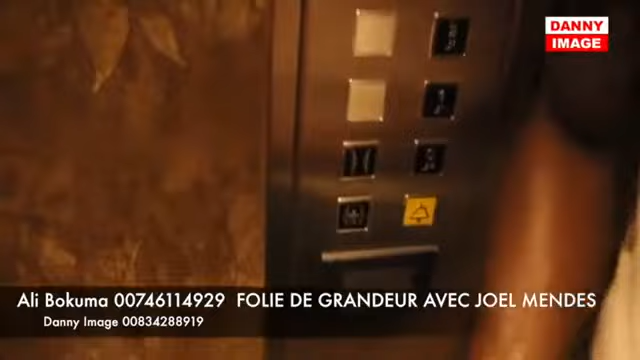 DANNY
IMAGE
Ali Bokuma 00746114929 FOLIE DE GRANDEUR AVEC JOEL MENDES
Danny Image 00834288919